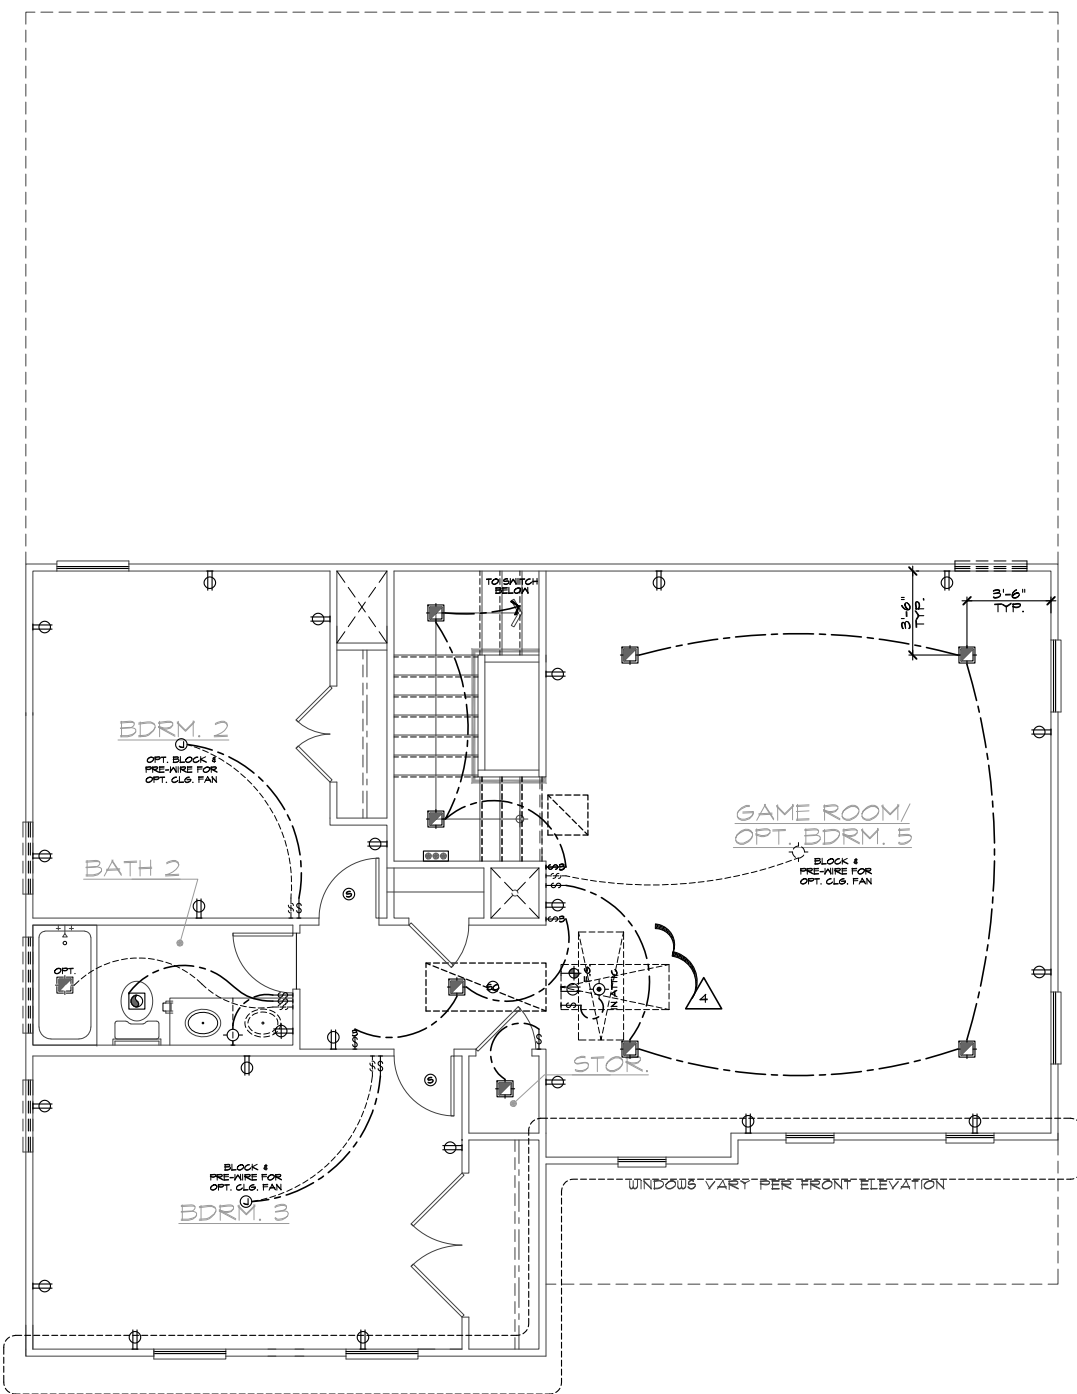 TO SWITCH
BELOW
3'-6"
TYP.
3'-6"
TYP.
BDRM. 2
J
OPT. BLOCK &
PRE-WIRE FOR
OPT. CLG. FAN
GAME ROOM/
OPT. BDRM. 5
BLOCK &
PRE-WIRE FOR
OPT. CLG. FAN
BATH 2
S
OPT.
IN ATTIC
4
STOR.
S
BLOCK &
PRE-WIRE FOR
OPT. CLG. FAN
J
BDRM. 3
WINDOWS VARY PER FRONT ELEVATION